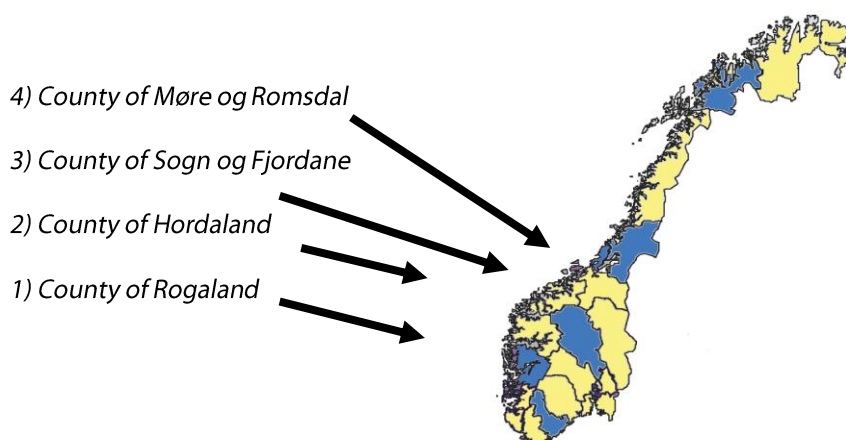 4) County of Møre og Romsdal
3) County of Sogn og Fjordane
2) County of Hordaland
1) County of Rogaland